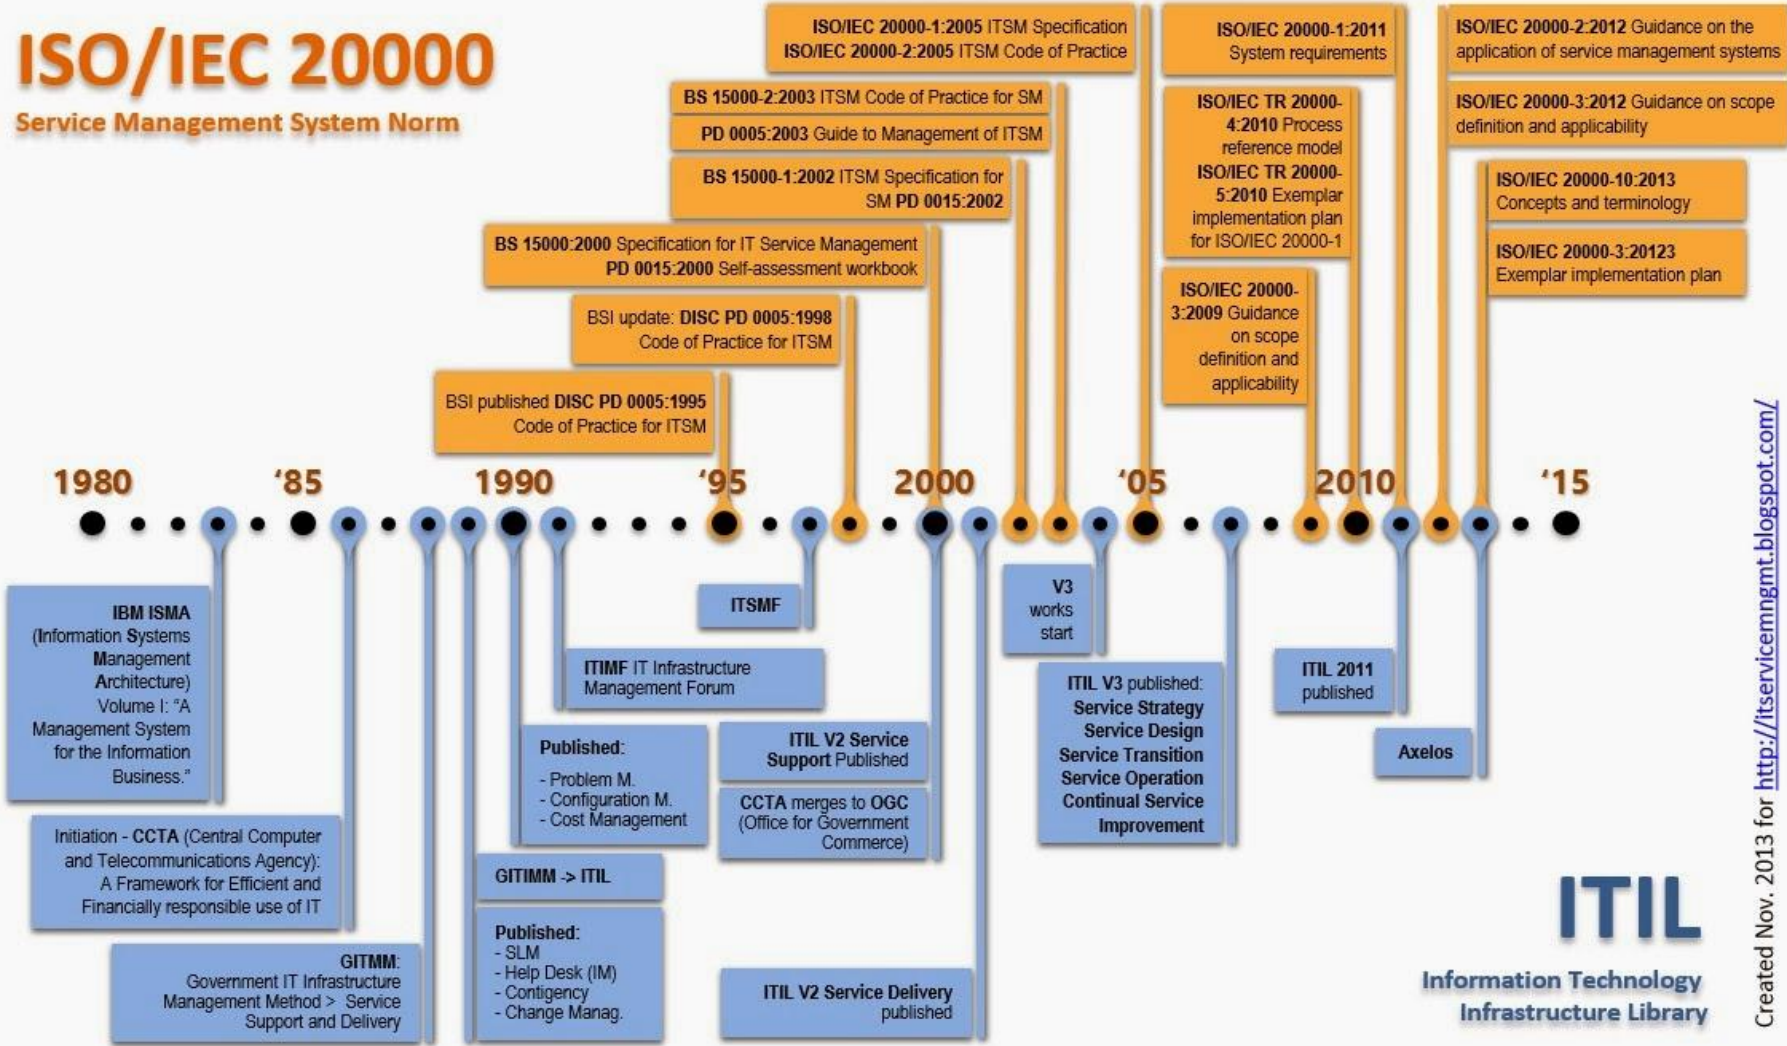 ISO/IEC 20000
Service Management System Norm
ISO/IEC 20000-1:2005 ITSM Specification
ISO/IEC 20000-2:2005 ITSM Code of Practice
BS 15000-2:2003 ITSM Code of Practice for SM
PD 0005:2003 Guide to Management of ITSM
BS 15000-1:2002 ITSM Specification for
SM PD 0015:2002
BS 15000:2000 Specification for IT Service Management
PD 0015:2000 Self-assessment workbook
BSI update: DISC PD 0005:1998
Code of Practice for ITSM
BSI published DISC PD 0005:1995
Code of Practice for ITSM
ISO/IEC 20000-1:2011
System requirements
ISO/IEC TR 20000-
4:2010 Process
reference model
ISO/IEC TR 20000-
5:2010 Exemplar
implementation plan
for ISO/IEC 20000-1
ISO/IEC 20000-
3:2009 Guidance
on scope
definition and
applicability
ISO/IEC 20000-2:2012 Guidance on the
application of service management systems
ISO/IEC 20000-3:2012 Guidance on scope
definition and applicability
ISO/IEC 20000-10:2013
Concepts and terminology
ISO/IEC 20000-3:20123
Exemplar implementation plan
1980 ‘85 1990 ‘95 2000 ‘05 2010 ‘15
IBM ISMA
(Information Systems
Management
Architecture)
Volume I: “A
Management System
for the Information
Business.”
Initiation - CCTA (Central Computer
and Telecommunications Agency):
A Framework for Efficient and
Financially responsible use of IT
GITMM:
Government IT Infrastructure
Management Method > Service
Support and Delivery
GITIMM -> ITIL
Published:
- SLM
- Help Desk (IM)
- Contigency
- Change Manag.
Published:
- Problem M.
- Configuration M.
- Cost Management
ITIMF IT Infrastructure
Management Forum
ITSMF
ITIL V2 Service
Support Published
CCTA merges to OGC
(Office for Government
Commerce)
ITIL V2 Service Delivery
published
V3
works
start
ITIL V3 published:
Service Strategy
Service Design
Service Transition
Service Operation
Continual Service
Improvement
ITIL 2011
published
Axelos
ITIL
Information Technology
Infrastructure Library
Created Nov. 2013 for http://itservicemngmt.blogspot.com/